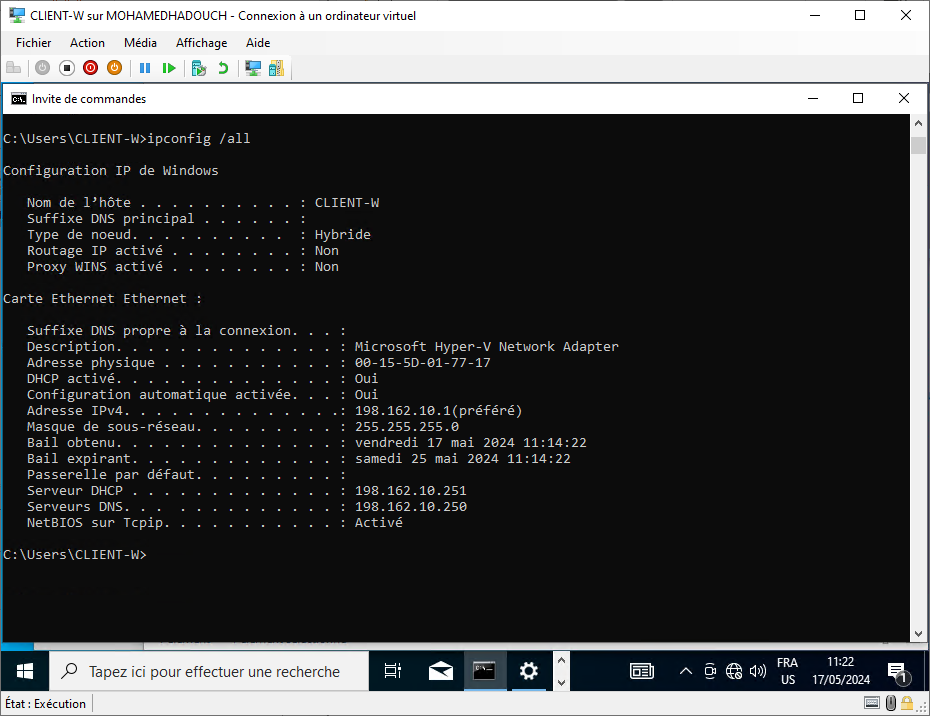 CLIENT-W sur MOHAMEDHADOUCH - Connexion à un ordinateur virtuel
Fichier Action Média Affichage Aide
Invite de commandes
C:\Users\CLIENT-W>ipconfig /all
Configuration IP de Windows
Nom de l’hôte . . . . . . . . . . : CLIENT-W
Suffixe DNS principal . . . . . . :
Type de noeud. . . . . . . . . . : Hybride
Routage IP activé . . . . . . . . : Non
Proxy WINS activé . . . . . . . . : Non
Carte Ethernet Ethernet :
Suffixe DNS propre à la connexion. . . :
Description. . . . . . . . . . . . . . : Microsoft Hyper-V Network Adapter
Adresse physique . . . . . . . . . . . : 00-15-5D-01-77-17
DHCP activé. . . . . . . . . . . . . . : Oui
Configuration automatique activée. . . : Oui
Adresse IPv4. . . . . . . . . . . . . .: 198.162.10.1(préféré)
Masque de sous-réseau. . . . . . . . . : 255.255.255.0
Bail obtenu. . . . . . . . . . . . . . : vendredi 17 mai 2024 11:14:22
Bail expirant. . . . . . . . . . . . . : samedi 25 mai 2024 11:14:22
Passerelle par défaut. . . . . . . . . :
Serveur DHCP . . . . . . . . . . . . . : 198.162.10.251
Serveurs DNS. . . . . . . . . . . . . : 198.162.10.250
NetBIOS sur Tcpip. . . . . . . . . . . : Activé
C:\Users\CLIENT-W>
Tapez ici pour effectuer une recherche
FRA
US
11:22
17/05/2024
1
État : Exécution